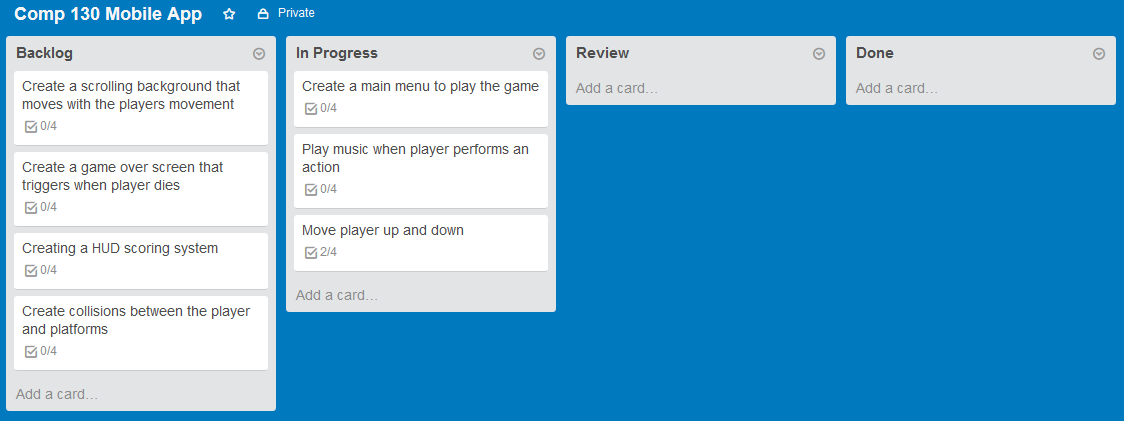 Comp 130 Mobile App Private
Backlog
Create a scrolling background that
moves with the players movement
0/4
Create a game over screen that
triggers when player dies
0/4
Creating a HUD scoring system
0/4
Create collisions between the player
and platforms
0/4
Add a card...
In Progress
Create a main menu to play the game
0/4
Play music when player performs an
action
0/4
Move player up and down
2/4
Add a card...
Review
Add a card...
Done
Add a card...